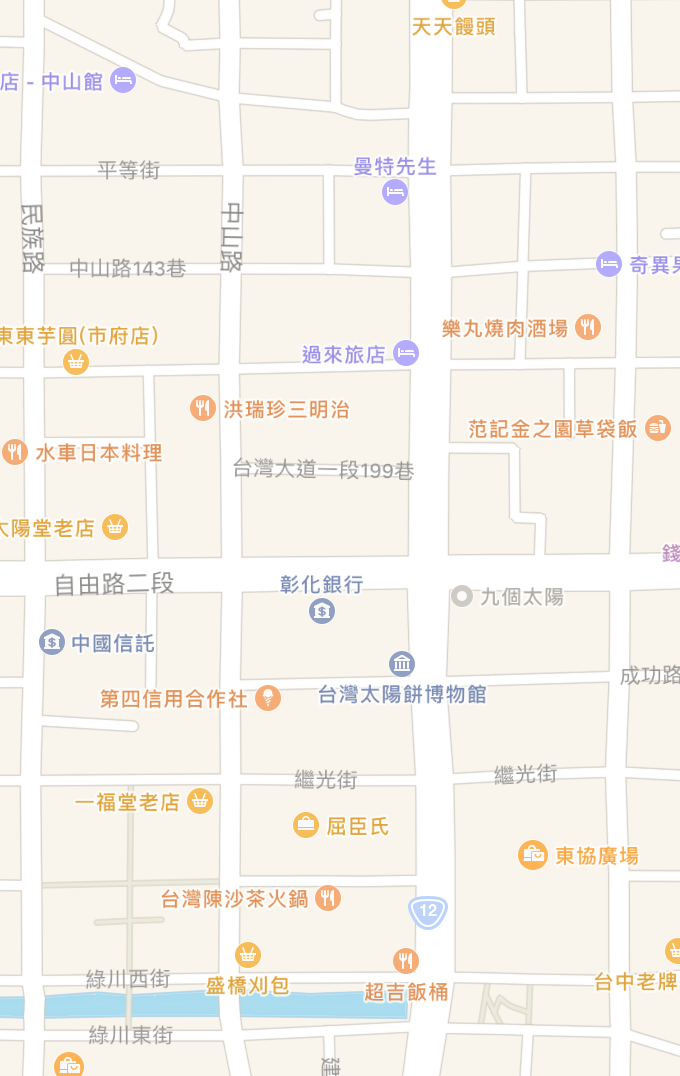 天天饅頭
店 - 中山館
平等街
曼特先生
民族路
中山路
中山路143巷
奇異果
樂丸燒肉酒場
東東芋圓(市府店)
過來旅店
洪瑞珍三明治
范記金之園草袋飯
水車日本料理
台灣大道一段199巷
太陽堂老店
錢
自由路二段
彰化銀行
九個太陽
中國信託
成功路
第四信用合作社
台灣太陽餅博物館
繼光街
繼光街
一福堂老店
屈臣氏
東協廣場
台灣陳沙茶火鍋
12
綠川西街
盛橋刈包
超吉飯桶
台中老牌
綠川東街
建